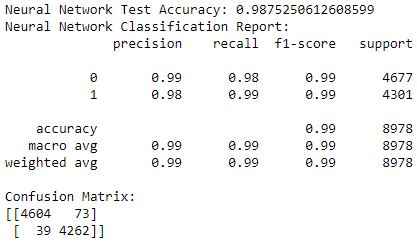 Neural Network Test Accuracy: 0.9875250612608599
Neural Network Classification Report:
              precision    recall  f1-score   support

           0       0.99      0.98      0.99      4677
           1       0.98      0.99      0.99      4301

    accuracy                           0.99      8978
   macro avg       0.99      0.99      0.99      8978
weighted avg       0.99      0.99      0.99      8978

Confusion Matrix:
[[4604   73]
 [  39 4262]]